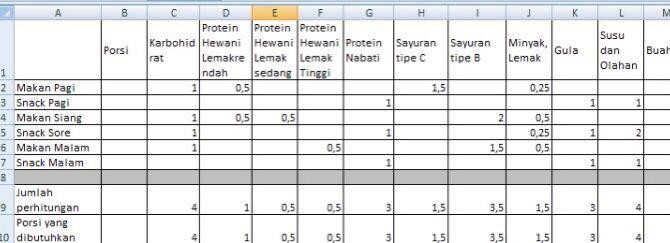 A B C D E F G H I J K L M
1 Porsi Karbohid rat Protein Hewani Lemakre ndah Protein Hewani Lemak sedang Protein Hewani Lemak Tinggi Protein Nabati Sayuran tipe C Sayuran tipe B Minyak, Lemak Gula Susu dan Olahan Buah
2 Makan Pagi 1 0,5 1,5 0,25
3 Snack Pagi 1 1 1
4 Makan Siang 1 0,5 0,5 2 0,5
5 Snack Sore 1 1 0,25 1 2
6 Makan Malam 1 0,5 1,5 0,5
7 Snack Malam 1 1 1
8
9 Jumlah perhitungan 4 1 0,5 0,5 3 1,5 3,5 1,5 3 4
10 Porsi yang dibutuhkan 4 1 0,5 0,5 3 1,5 3,5 1,5 3 4